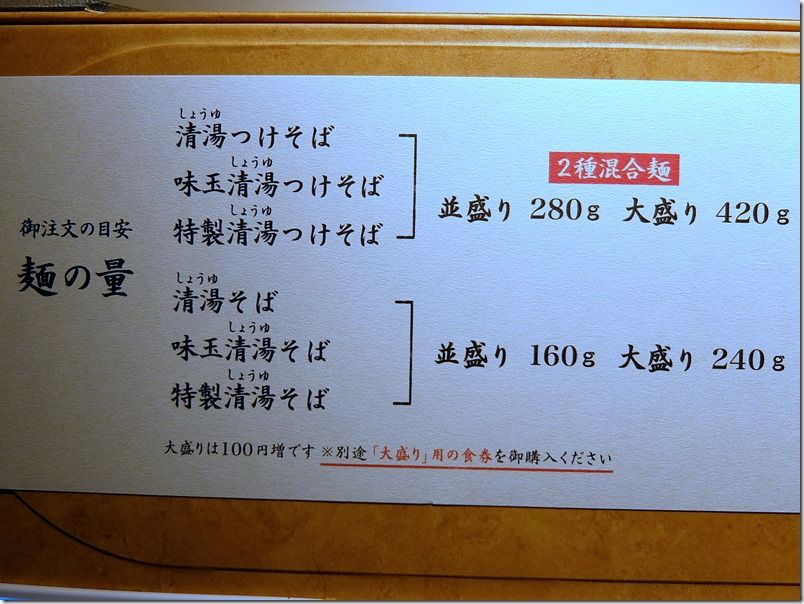 御注文の目安
麺の量
しょうゆ
清湯つけそば
しょうゆ
味玉清湯つけそば
しょうゆ
特製清湯つけそば
2種混合麺
並盛り 280g 大盛り 420g
しょうゆ
清湯そば
しょうゆ
味玉清湯そば
しょうゆ
特製清湯そば
並盛り 160g 大盛り 240g
大盛りは100円増です ※別途「大盛り」用の食券を御購入ください